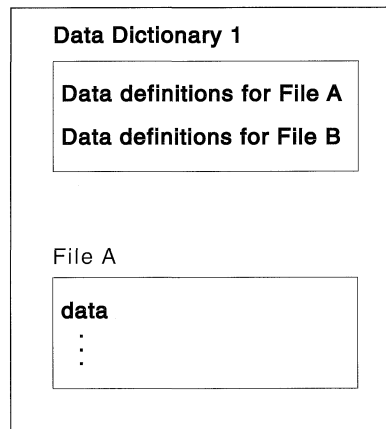 Data Dictionary 1
Data definitions for File A
Data definitions for File B
File A
data
.
.
.